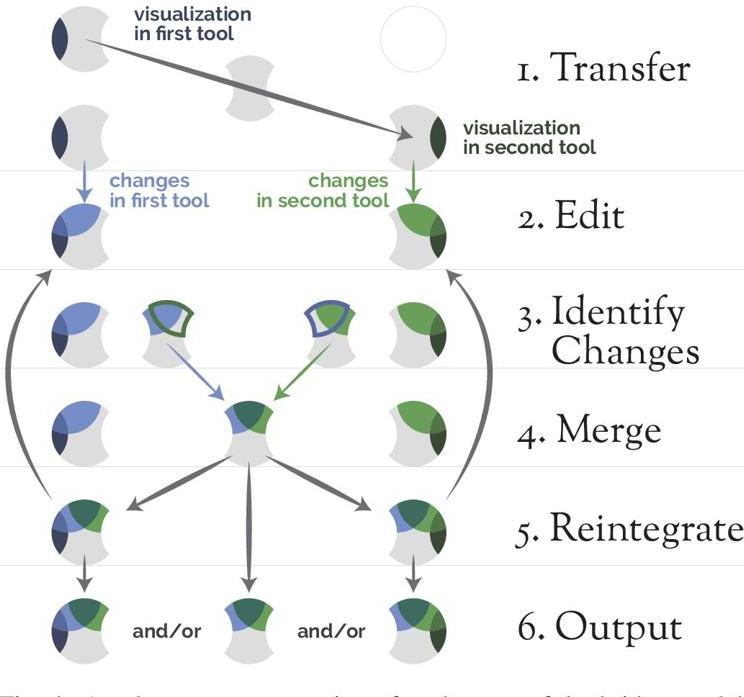 visualization
in first tool
1. Transfer
visualization
in second tool
changes
in first tool
changes
in second tool
2. Edit
3. Identify
Changes
4. Merge
5. Reintegrate
and/or
and/or
6. Output